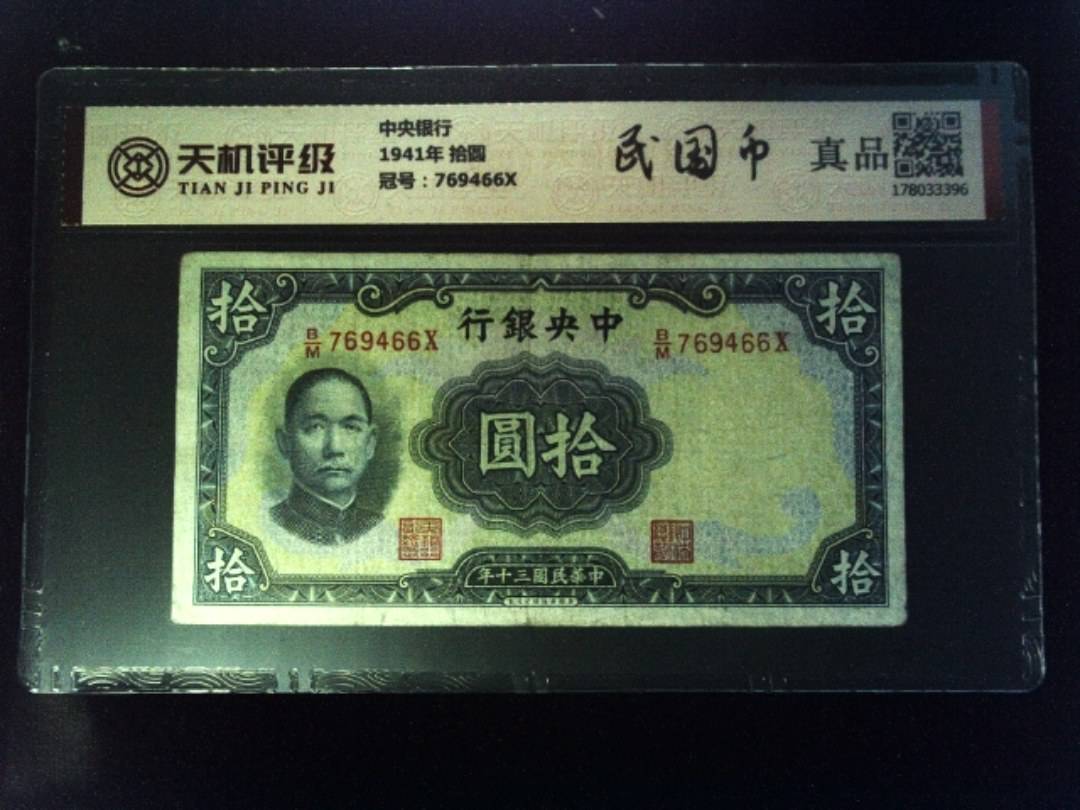 天机评级
TIAN JI PING JI
中央银行
1941年 拾圆
冠号：769466X
民国币
真品
178033396
拾
拾
行銀央中
B/M 769466X
B/M 769466X
圓拾
拾
拾
年十三國民華中